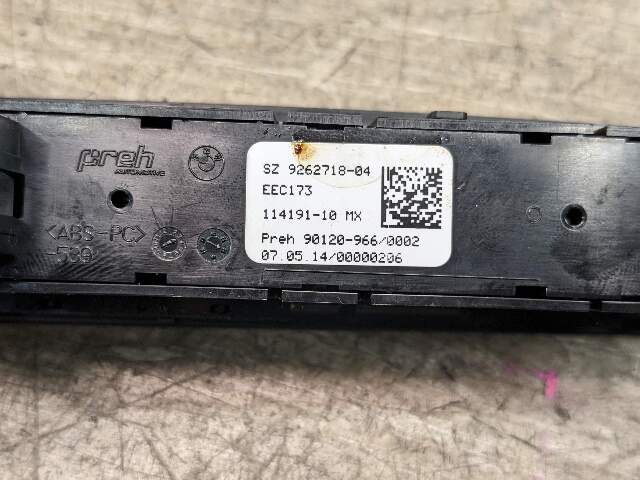 preh
AUTOMOTIVE
<ABS-PC>
-539
SZ 9262718-04
EEC173
114191-10 MX
Preh 90120-966/0002
07.05.14/00000206